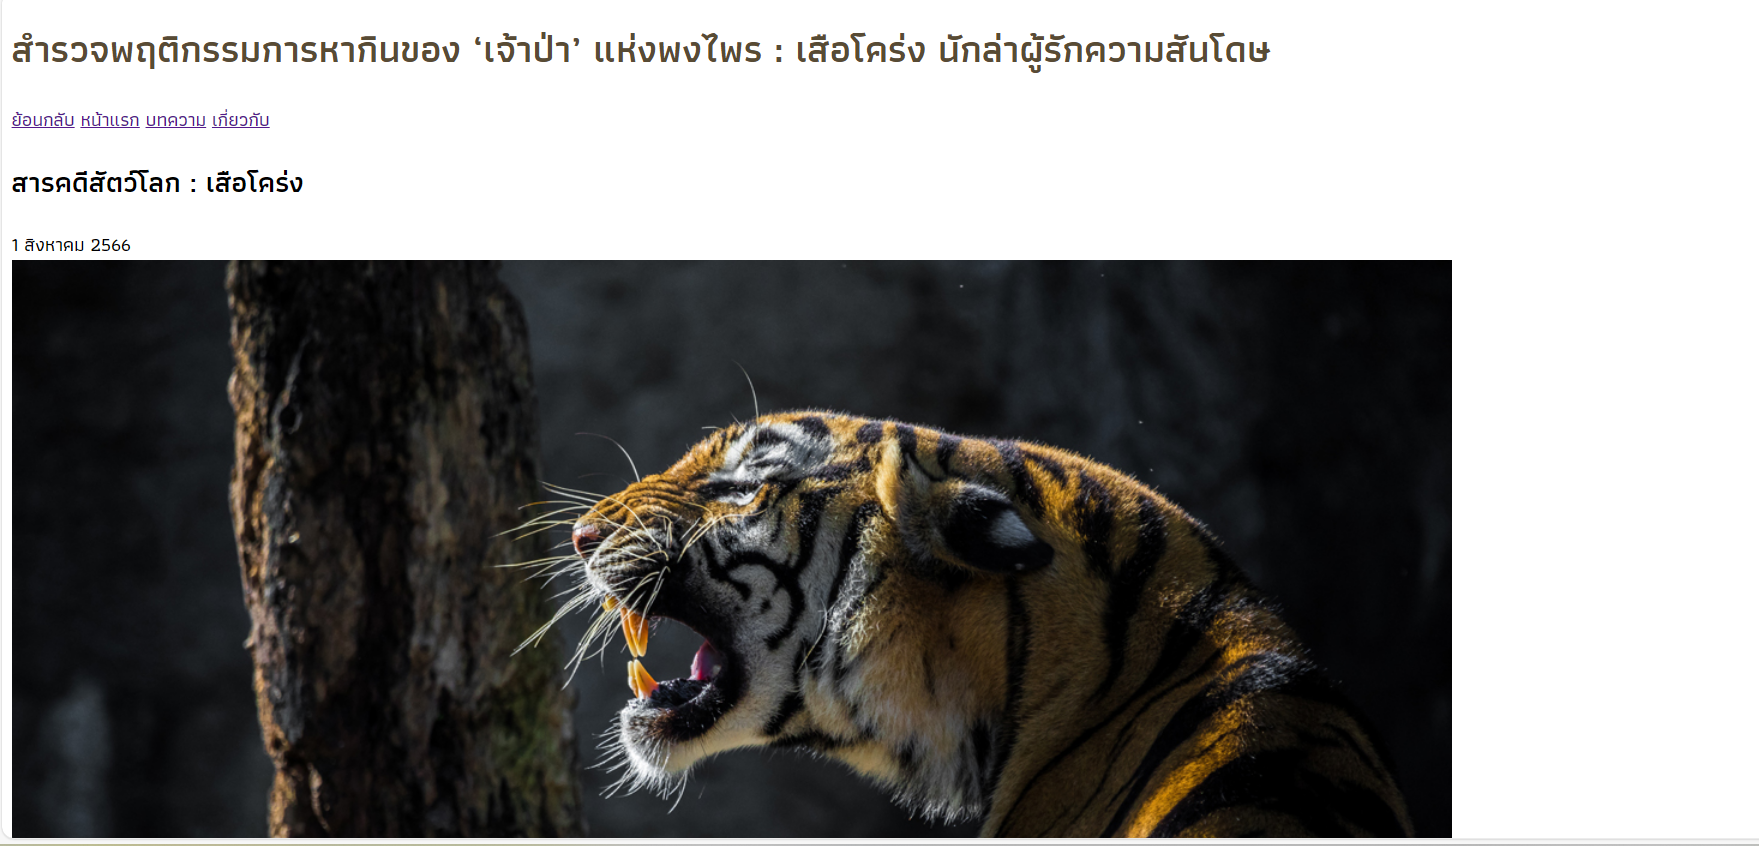 สำรวจพฤติกรรมการหากินของ ‘เจ้าป่า’ แห่งพงไพร : เสือโคร่ง นักล่าผู้รักความสันโดษ
ย้อนกลับ หน้าแรก บทความ เกี่ยวกับ
สารคดีสัตว์โลก : เสือโคร่ง
1 สิงหาคม 2566